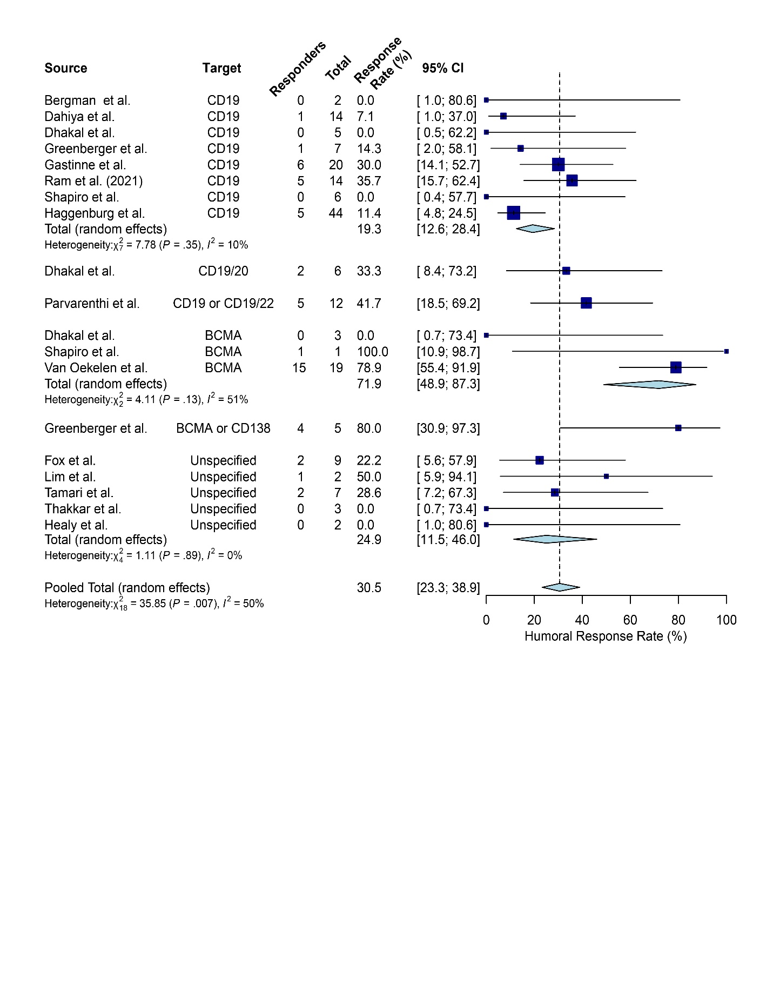 Source Target Responders Total Response Rate (%) 95% CI
Bergman  et al. CD19 0 2 0.0 [ 1.0; 80.6]
Dahiya et al. CD19 1 14 7.1 [ 1.0; 37.0]
Dhakal et al. CD19 0 5 0.0 [ 0.5; 62.2]
Greenberger et al. CD19 1 7 14.3 [ 2.0; 58.1]
Gastinne et al. CD19 6 20 30.0 [14.1; 52.7]
Ram et al. (2021) CD19 5 14 35.7 [15.7; 62.4]
Shapiro et al. CD19 0 6 0.0 [ 0.4; 57.7]
Haggenburg et al. CD19 5 44 11.4 [ 4.8; 24.5]
Total (random effects) 19.3 [12.6; 28.4]
Heterogeneity:χ²₇ = 7.78 (P = .35), I² = 10%
Dhakal et al. CD19/20 2 6 33.3 [ 8.4; 73.2]
Parvarenthi et al. CD19 or CD19/22 5 12 41.7 [18.5; 69.2]
Dhakal et al. BCMA 0 3 0.0 [ 0.7; 73.4]
Shapiro et al. BCMA 1 1 100.0 [10.9; 98.7]
Van Oekelen et al. BCMA 15 19 78.9 [55.4; 91.9]
Total (random effects) 71.9 [48.9; 87.3]
Heterogeneity:χ²₂ = 4.11 (P = .13), I² = 51%
Greenberger et al. BCMA or CD138 4 5 80.0 [30.9; 97.3]
Fox et al. Unspecified 2 9 22.2 [ 5.6; 57.9]
Lim et al. Unspecified 1 2 50.0 [ 5.9; 94.1]
Tamari et al. Unspecified 2 7 28.6 [ 7.2; 67.3]
Thakkar et al. Unspecified 0 3 0.0 [ 0.7; 73.4]
Healy et al. Unspecified 0 2 0.0 [ 1.0; 80.6]
Total (random effects) 24.9 [11.5; 46.0]
Heterogeneity:χ²₄ = 1.11 (P = .89), I² = 0%
Pooled Total (random effects) 30.5 [23.3; 38.9]
Heterogeneity:χ²₁₈ = 35.85 (P = .007), I² = 50%
0 20 40 60 80 100
Humoral Response Rate (%)